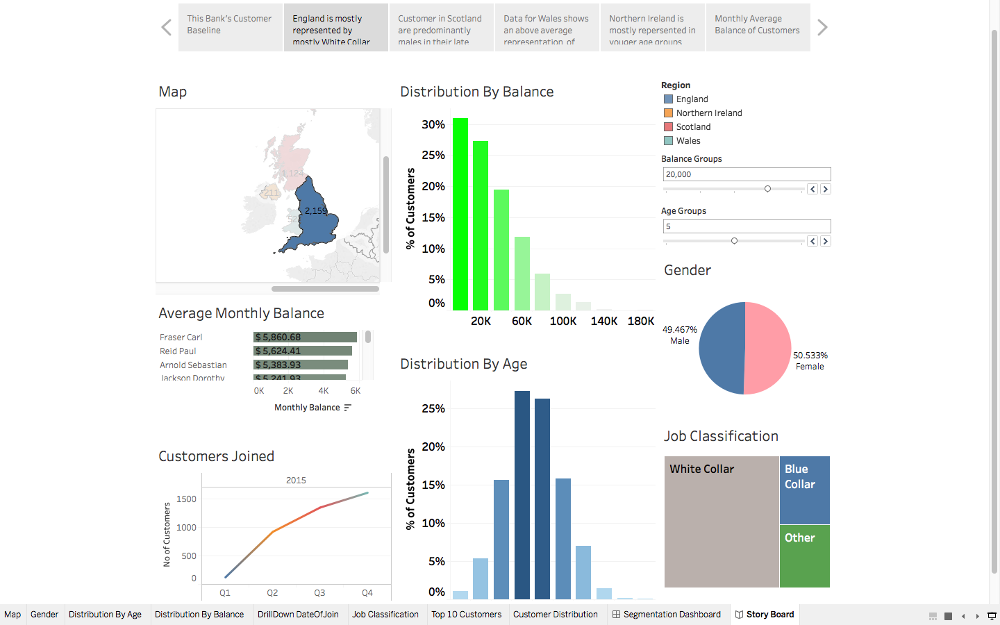 This Bank's Customer
Baseline
England is mostly
represented by
mostly White Collar
Customer in Scotland
are predominantly
males in their late
Data for Wales shows
an above average
representation of
Northern Ireland is
mostly repersented in
youger age groups
Monthly Average
Balance of Customers
Map
1,124
211
2,159
52
Average Monthly Balance
Fraser Carl
$ 5,860.68
Reid Paul
$ 5,624.41
Arnold Sebastian
$ 5,383.93
Jackson Dorothy
$ 5,241.93
0K 2K 4K 6K
Monthly Balance
Customers Joined
2015
No of Customers
1500
1000
500
0
Q1 Q2 Q3 Q4
Distribution By Balance
% of Customers
30%
25%
20%
15%
10%
5%
0%
20K 60K 100K 140K 180K
Distribution By Age
% of Customers
25%
20%
15%
10%
5%
0%
Region
England
Northern Ireland
Scotland
Wales
Balance Groups
20,000
Age Groups
5
Gender
49.467%
Male
50.533%
Female
Job Classification
White Collar
Blue
Collar
Other
Map Gender Distribution By Age Distribution By Balance DrillDown DateOfJoin Job Classification Top 10 Customers Customer Distribution Segmentation Dashboard Story Board